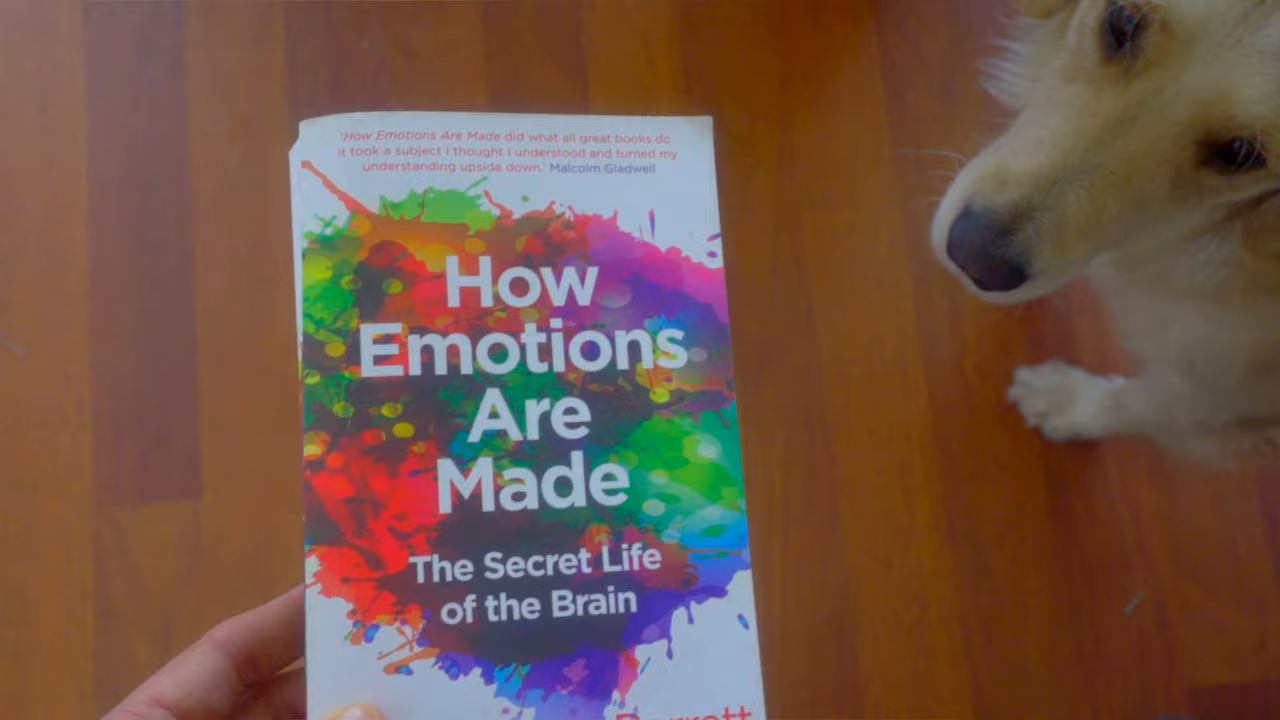 'How Emotions Are Made did what all great books do
It took a subject I thought I understood and turned my
understanding upside down.' Malcolm Gladwell
How
Emotions
Are
Made
The Secret Life
of the Brain
Barrett